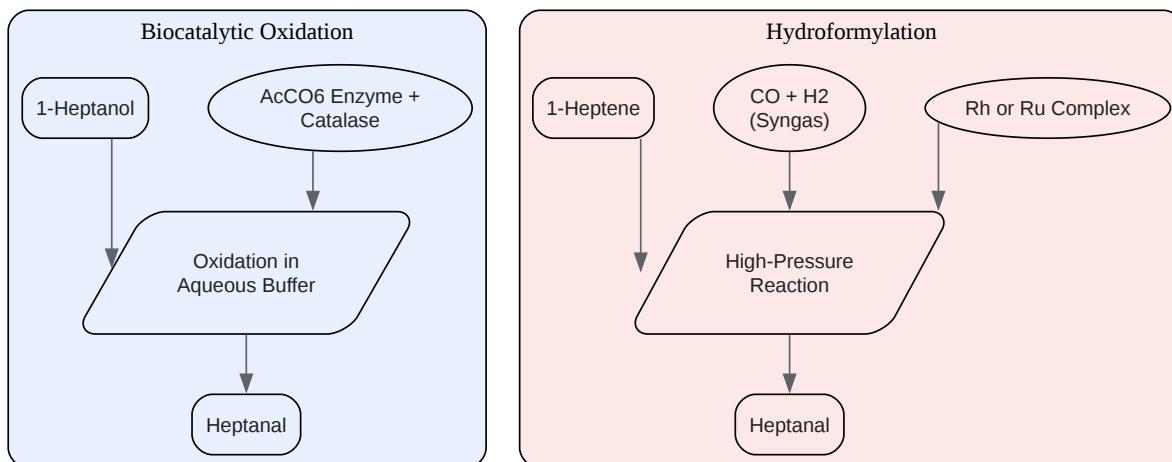 Biocatalytic Oxidation
1-Heptanol
AcCO6 Enzyme +
Catalase
Oxidation in
Aqueous Buffer
Heptanal
Hydroformylation
1-Heptene
CO + H2
(Syngas)
Rh or Ru Complex
High-Pressure
Reaction
Heptanal